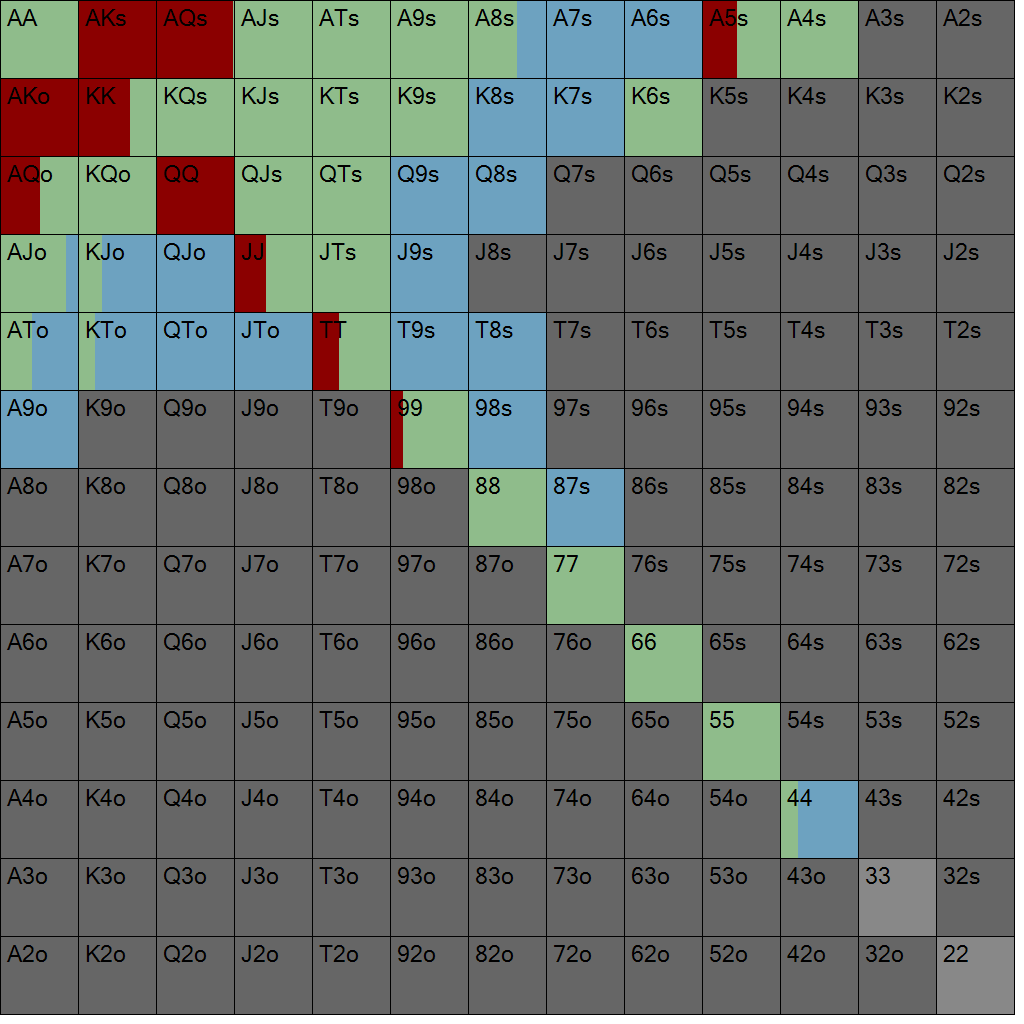 AA AKs AQs AJs ATs A9s A8s A7s A6s A5s A4s A3s A2s
AKo KK KQs KJs KTs K9s K8s K7s K6s K5s K4s K3s K2s
AQo KQo QQ QJs QTs Q9s Q8s Q7s Q6s Q5s Q4s Q3s Q2s
AJo KJo QJo JJ JTs J9s J8s J7s J6s J5s J4s J3s J2s
ATo KTo QTo JTo TT T9s T8s T7s T6s T5s T4s T3s T2s
A9o K9o Q9o J9o T9o 99 98s 97s 96s 95s 94s 93s 92s
A8o K8o Q8o J8o T8o 98o 88 87s 86s 85s 84s 83s 82s
A7o K7o Q7o J7o T7o 97o 87o 77 76s 75s 74s 73s 72s
A6o K6o Q6o J6o T6o 96o 86o 76o 66 65s 64s 63s 62s
A5o K5o Q5o J5o T5o 95o 85o 75o 65o 55 54s 53s 52s
A4o K4o Q4o J4o T4o 94o 84o 74o 64o 54o 44 43s 42s
A3o K3o Q3o J3o T3o 93o 83o 73o 63o 53o 43o 33 32s
A2o K2o Q2o J2o T2o 92o 82o 72o 62o 52o 42o 32o 22